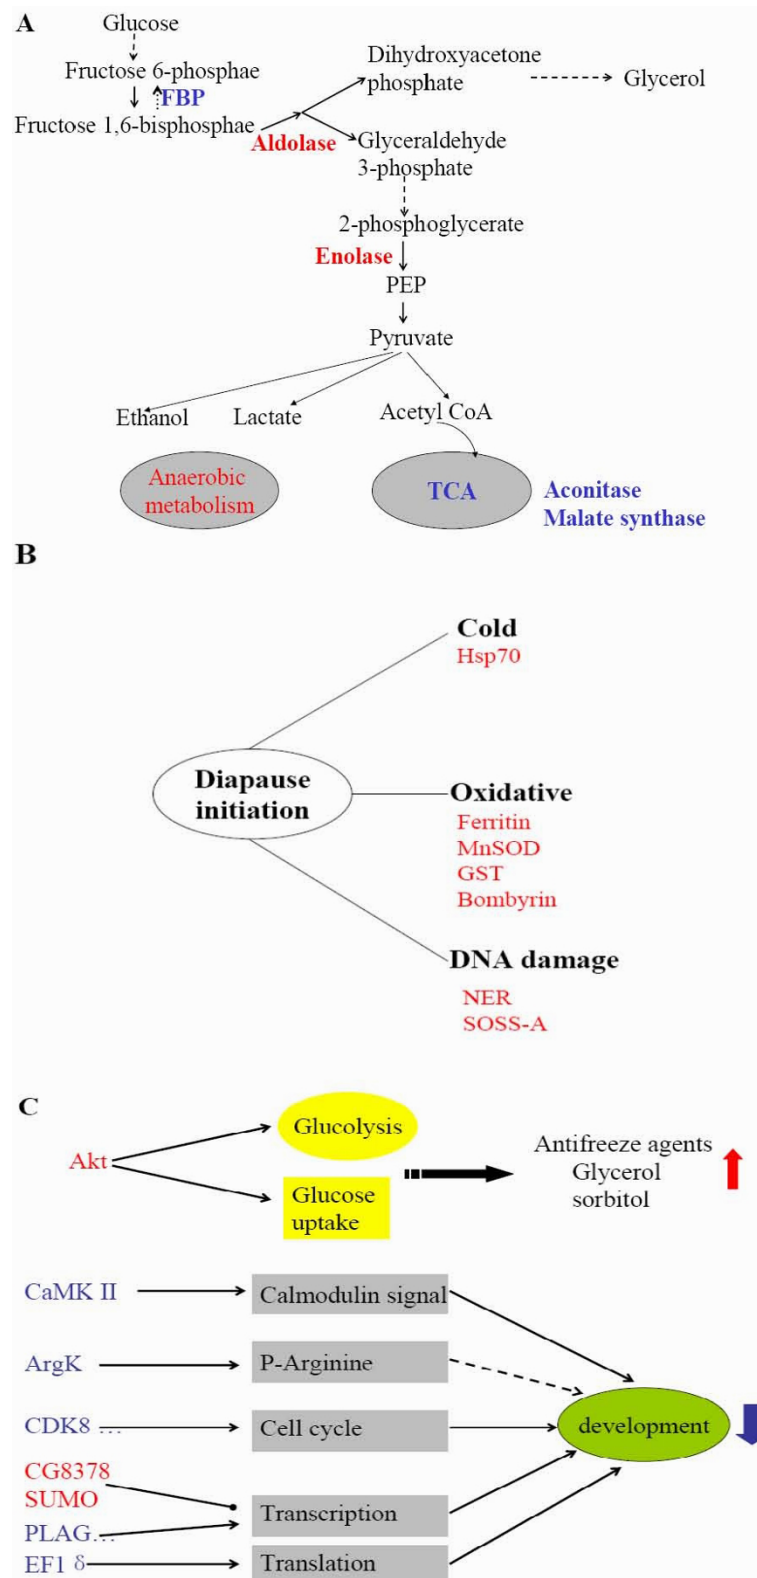 A
Glucose
Fructose 6-phosphae
FBP
Fructose 1,6-bisphosphae
Aldolase
Dihydroxyacetone
phosphate
Glycerol
Glyceraldehyde
3-phosphate
2-phosphoglycerate
Enolase
PEP
Pyruvate
Ethanol
Lactate
Acetyl CoA
Anaerobic
metabolism
TCA
Aconitase
Malate synthase
B
Cold
Hsp70
Diapause
initiation
Oxidative
Ferritin
MnSOD
GST
Bombyrin
DNA damage
NER
SOSS-A
C
Akt
Glucolysis
Glucose
uptake
Antifreeze agents
Glycerol
sorbitol
CaMK II
Calmodulin signal
ArgK
P-Arginine
CDK8 ...
Cell cycle
development
CG8378
SUMO
PLAG...
Transcription
EF1 δ
Translation